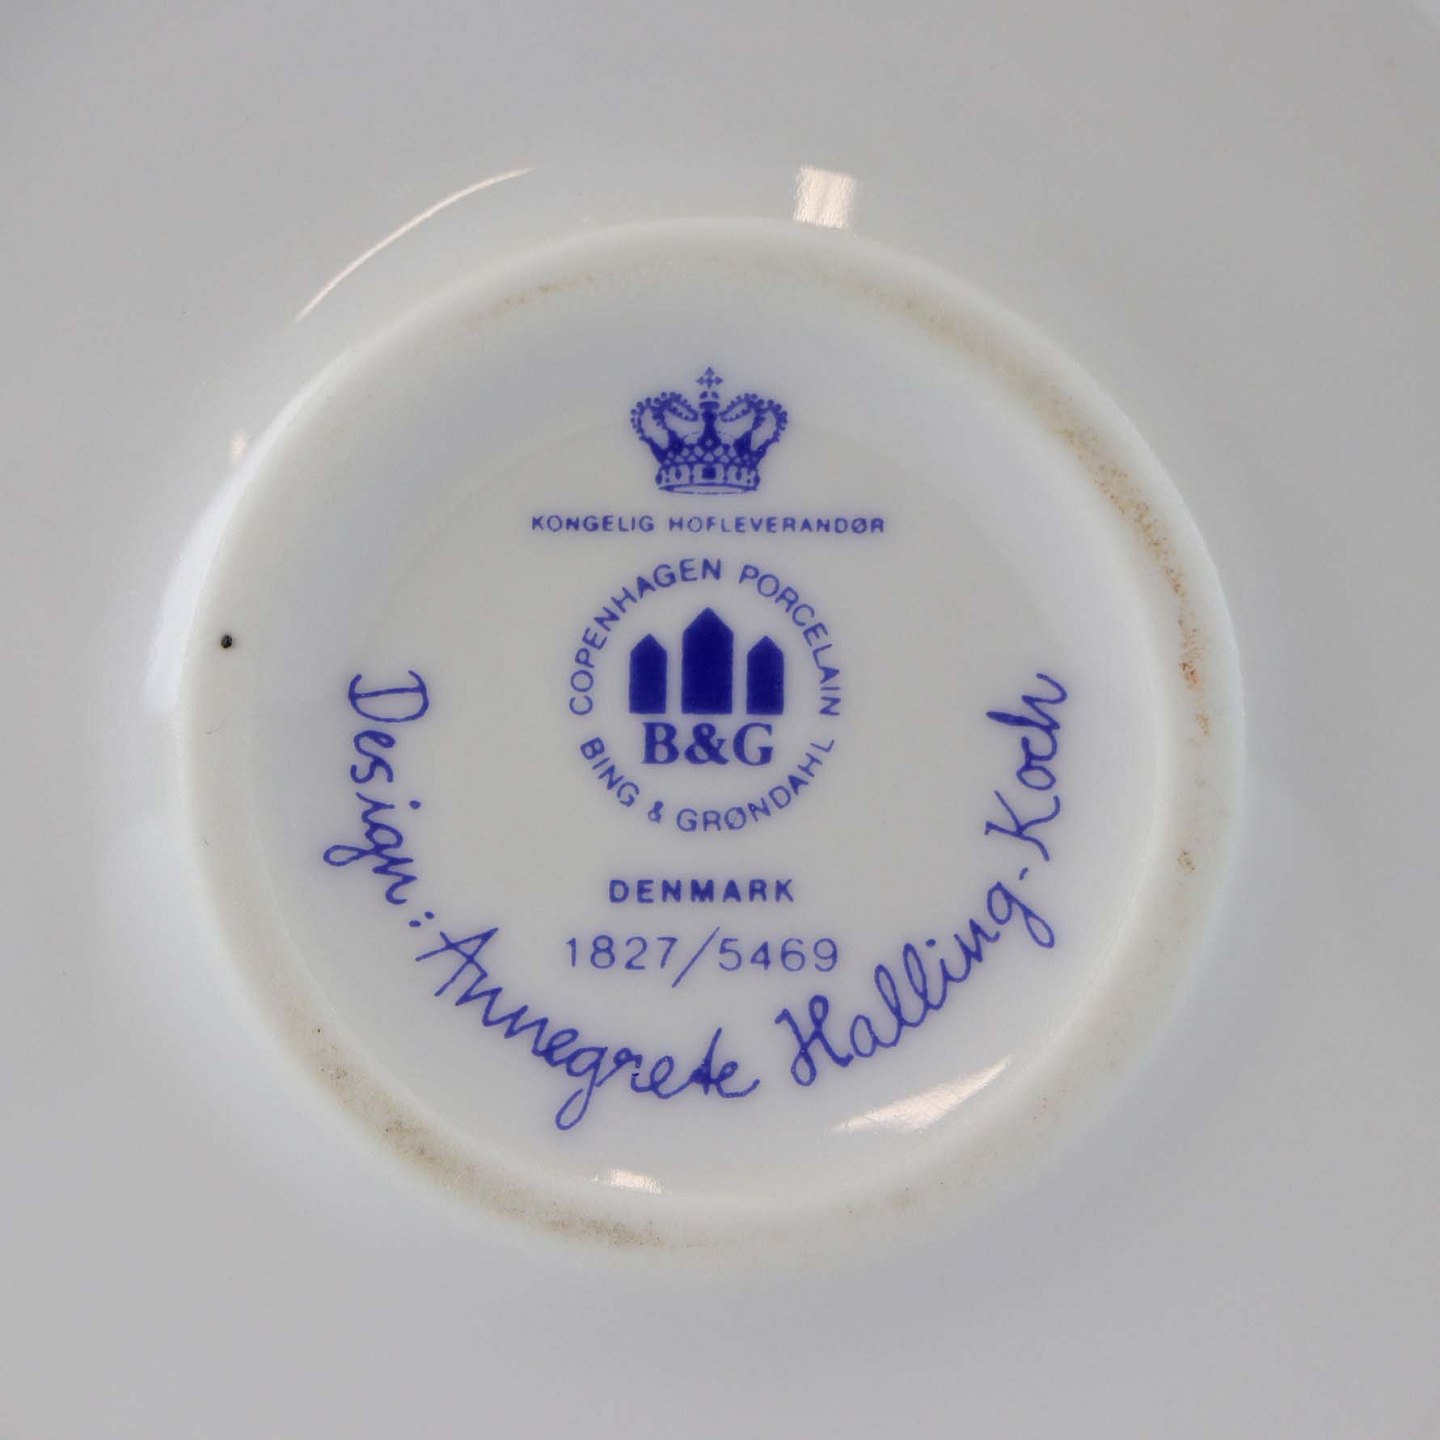 KONGELIG HOFLEVERANDØR
COPENHAGEN PORCELAIN
B&G
BING & GRØNDAHL
DENMARK
1827/5469
Design: Annegrete Halling-Koch